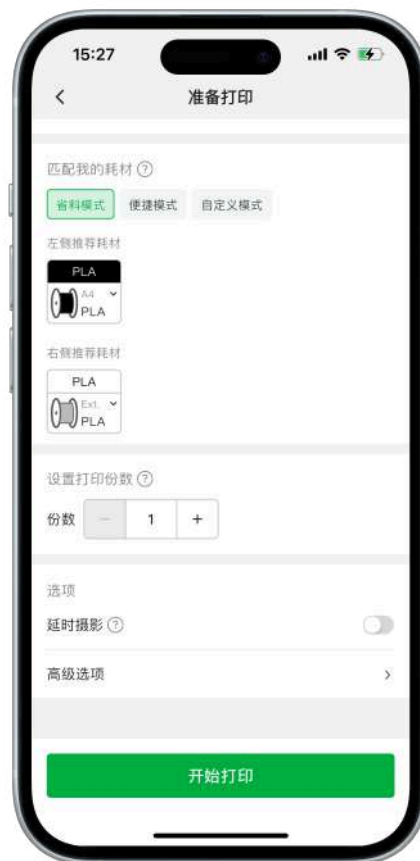 15:27
准备打印
匹配我的耗材 ?
省料模式 便捷模式 自定义模式
左侧推荐耗材
PLA
A4
PLA
右侧推荐耗材
PLA
Ext.
PLA
设置打印份数 ?
份数 － 1 +
选项
延时摄影 ?
高级选项
开始打印